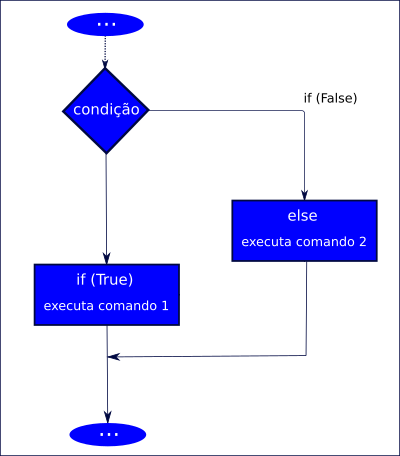 ...
condição
if (False)
else
executa comando 2
if (True)
executa comando 1
...